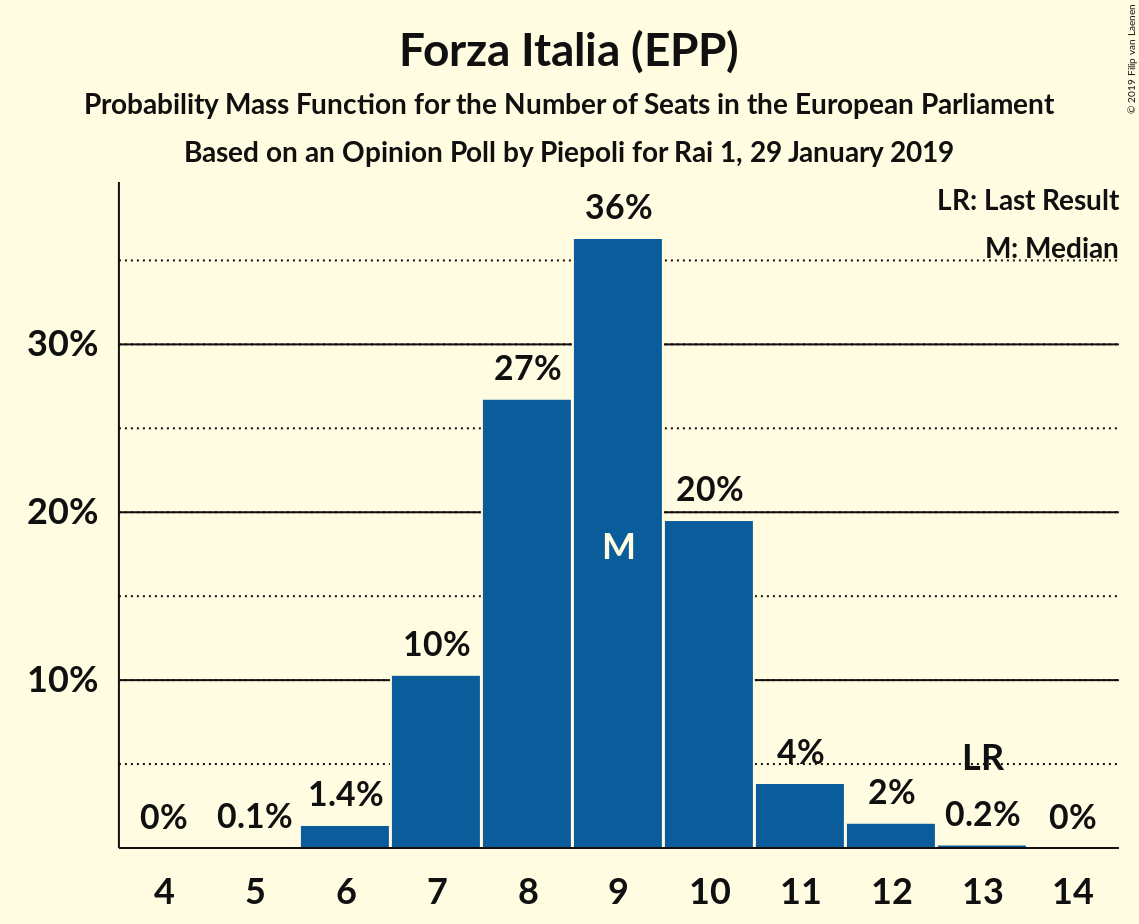 Forza Italia (EPP)
Probability Mass Function for the Number of Seats in the European Parliament
Based on an Opinion Poll by Piepoli for Rai 1, 29 January 2019
© 2019 Filip van Laenen
LR: Last Result
M: Median
36%
30%
27%
20%
20%
M
10%
10%
4%
LR
2%
1.4%
0.2%
0.1%
0%
0%
4 5 6 7 8 9 10 11 12 13 14